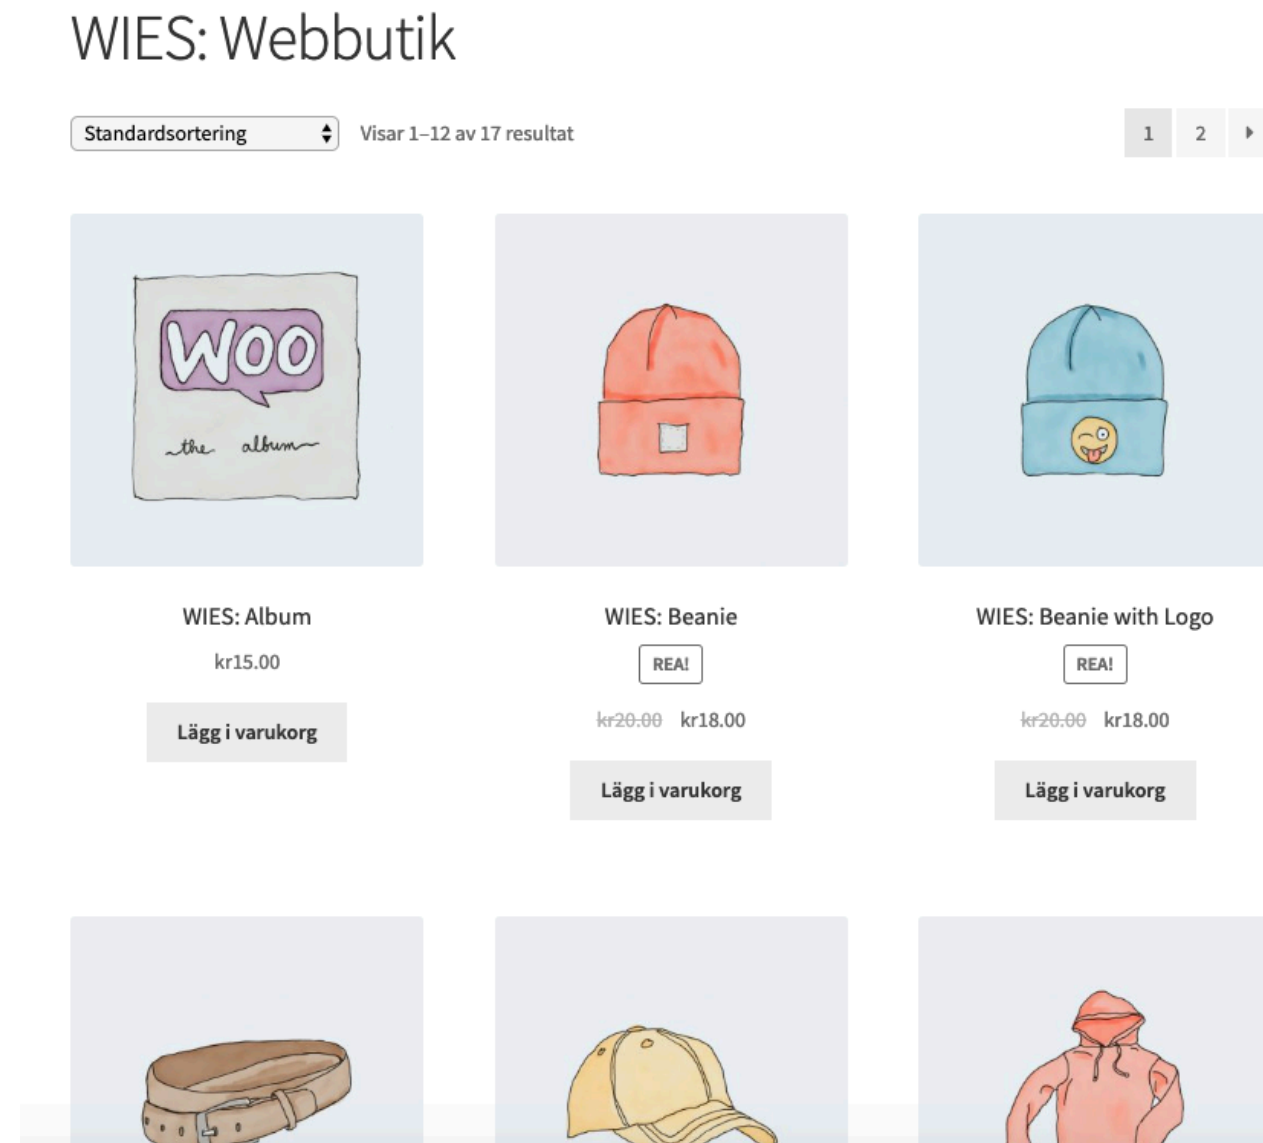 WIES: Webbutik
Standardsortering
Visar 1–12 av 17 resultat
1 2
WOO
the album
WIES: Album
kr15.00
Lägg i varukorg
WIES: Beanie
REA!
kr20.00 kr18.00
Lägg i varukorg
WIES: Beanie with Logo
REA!
kr20.00 kr18.00
Lägg i varukorg